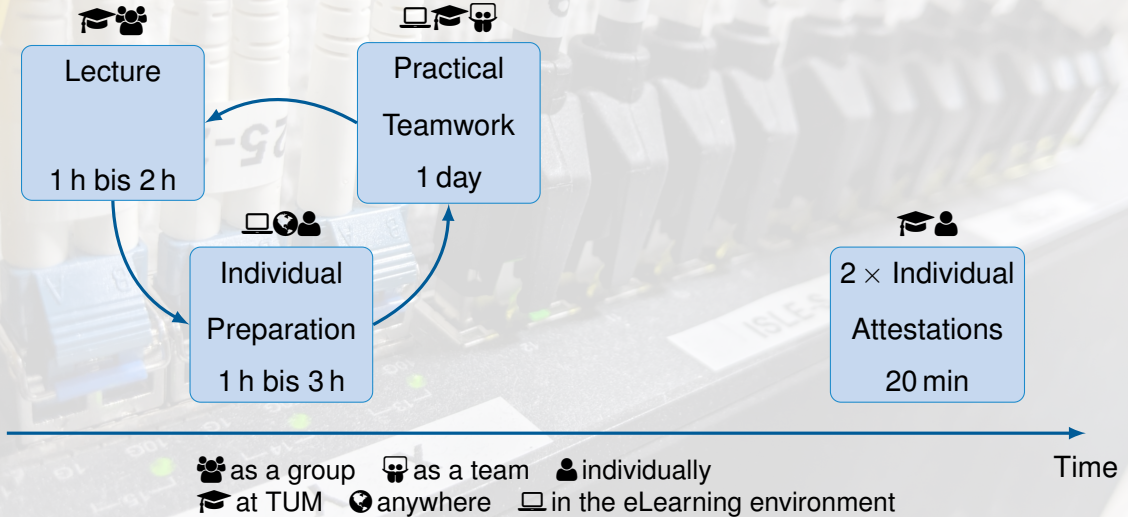 Lecture
1 h bis 2 h
Practical
Teamwork
1 day
Individual
Preparation
1 h bis 3 h
2 × Individual
Attestations
20 min
Time
as a group as a team individually
at TUM anywhere in the eLearning environment
ISLE S